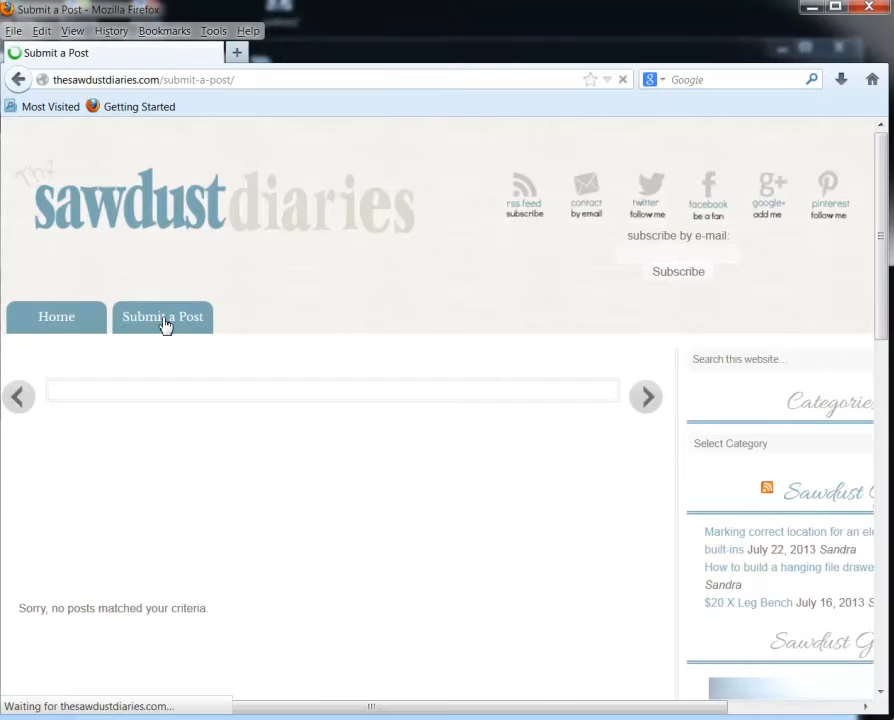 Submit a Post - Mozilla Firefox
File Edit View History Bookmarks Tools Help
Submit a Post +
thesawdustdiaries.com/submit-a-post/ Google
Most Visited Getting Started
The
sawdustdiaries
rss feed subscribe
contact by email
twitter follow me
facebook be a fan
google+ add me
pinterest follow me
subscribe by e-mail:
Subscribe
Home Submit a Post
Search this website...
Categories
Select Category
Sawdust
Marking correct location for an
built-ins July 22, 2013 Sandra
How to build a hanging file
Sandra
$20 X Leg Bench July 16, 2013
Sorry, no posts matched your criteria.
Sawdust
Waiting for thesawdustdiaries.com...